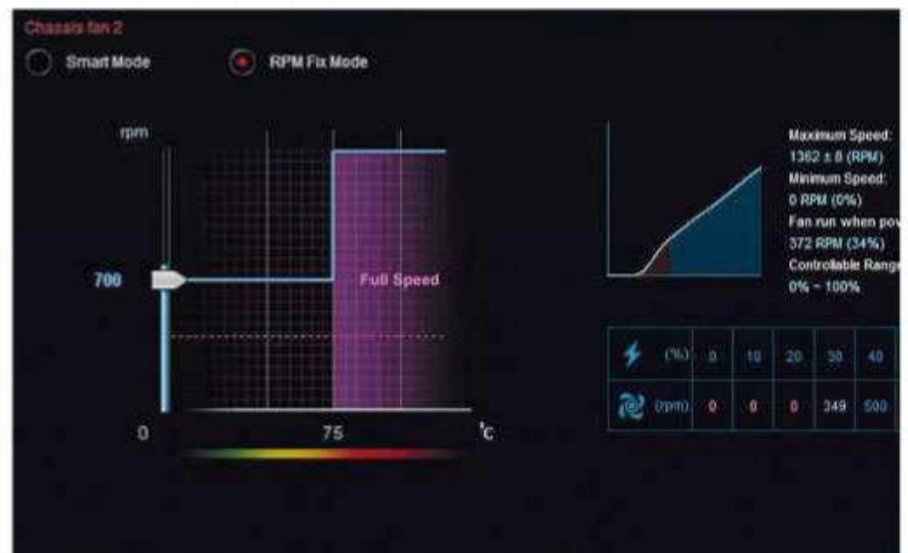 Chassis fan 2
Smart Mode
RPM Fix Mode
rpm
700
Full Speed
0
75
°C
Maximum Speed:
1362 ± 8 (RPM)
Minimum Speed:
0 RPM (0%)
Fan run when pow
372 RPM (34%)
Controllable Range
0% ~ 100%
(%) 0 10 20 30 40
(rpm) 0 0 0 349 500